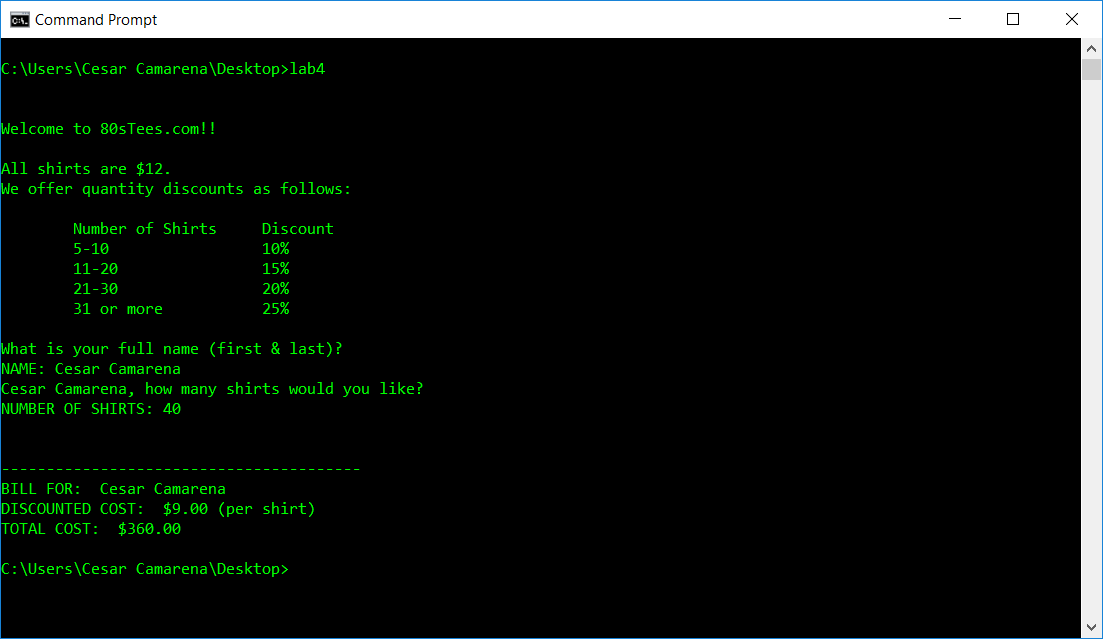 Command Prompt
C:\Users\Cesar Camarena\Desktop>lab4
Welcome to 80sTees.com!!
All shirts are $12.
We offer quantity discounts as follows:
Number of Shirts     Discount
5-10                 10%
11-20                15%
21-30                20%
31 or more           25%
What is your full name (first & last)?
NAME: Cesar Camarena
Cesar Camarena, how many shirts would you like?
NUMBER OF SHIRTS: 40
----------------------------------------
BILL FOR:  Cesar Camarena
DISCOUNTED COST:  $9.00 (per shirt)
TOTAL COST:  $360.00
C:\Users\Cesar Camarena\Desktop>